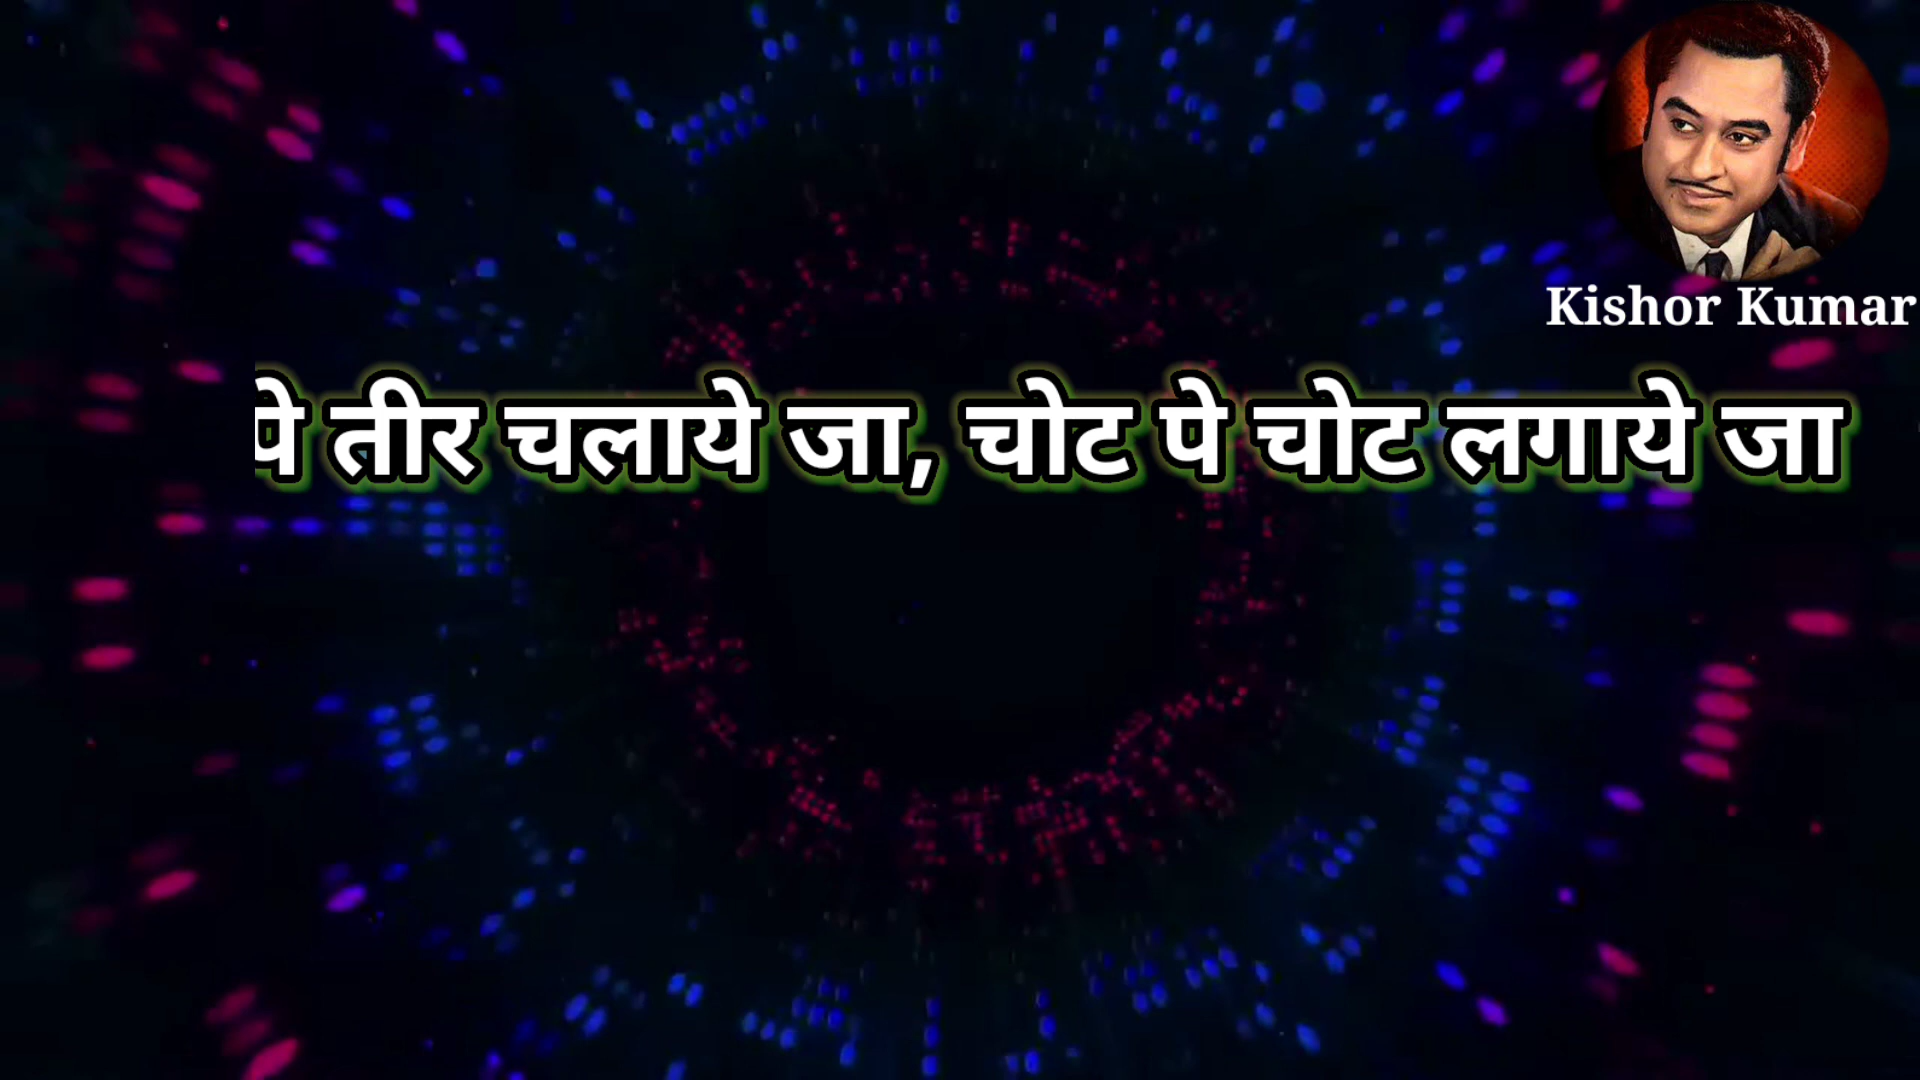 Kishor Kumar
पे तीर चलाये जा, चोट पे चोट लगाये जा